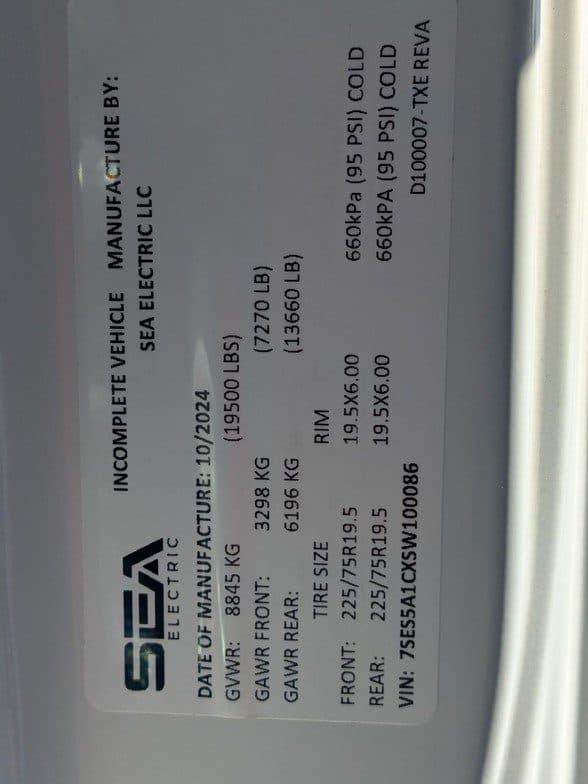 SEA
ELECTRIC
INCOMPLETE VEHICLE MANUFACTURE BY:
SEA ELECTRIC LLC
DATE OF MANUFACTURE: 10/2024
GVWR: 8845 KG (19500 LBS)
GAWR FRONT: 3298 KG (7270 LB)
GAWR REAR: 6196 KG (13660 LB)
TIRE SIZE RIM
FRONT: 225/75R19.5 19.5X6.00 660kPa (95 PSI) COLD
REAR: 225/75R19.5 19.5X6.00 660kPA (95 PSI) COLD
VIN: 7SES5A1CXSW100086 D100007-TXE REVA